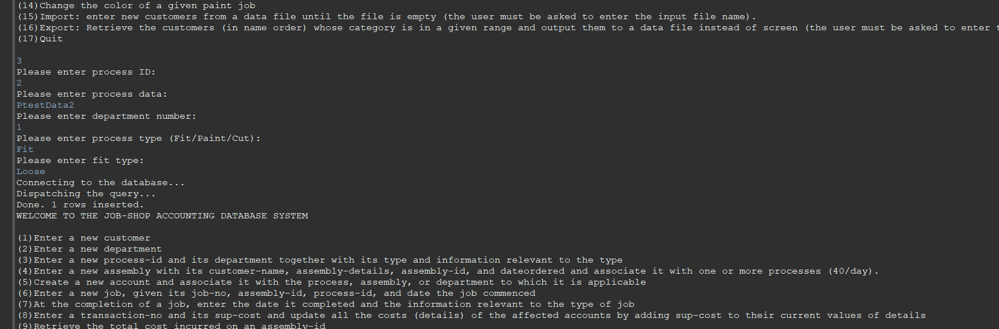 (14)Change the color of a given paint job
(15)Import: enter new customers from a data file until the file is empty (the user must be asked to enter the input file name).
(16)Export: Retrieve the customers (in name order) whose category is in a given range and output them to a data file instead of screen (the user must be asked to enter
(17)Quit
3
Please enter process ID:
2
Please enter process data:
PtestData2
Please enter department number:
1
Please enter process type (Fit/Paint/Cut):
Fit
Please enter fit type:
Loose
Connecting to the database...
Dispatching the query...
Done. 1 rows inserted.
WELCOME TO THE JOB-SHOP ACCOUNTING DATABASE SYSTEM
(1)Enter a new customer
(2)Enter a new department
(3)Enter a new process-id and its department together with its type and information relevant to the type
(4)Enter a new assembly with its customer-name, assembly-details, assembly-id, and dateordered and associate it with one or more processes (40/day).
(5)Create a new account and associate it with the process, assembly, or department to which it is applicable
(6)Enter a new job, given its job-no, assembly-id, process-id, and date the job commenced
(7)At the completion of a job, enter the date it completed and the information relevant to the type of job
(8)Enter a transaction-no and its sup-cost and update all the costs (details) of the affected accounts by adding sup-cost to their current values of details
(9)Retrieve the total cost incurred on an assembly-id